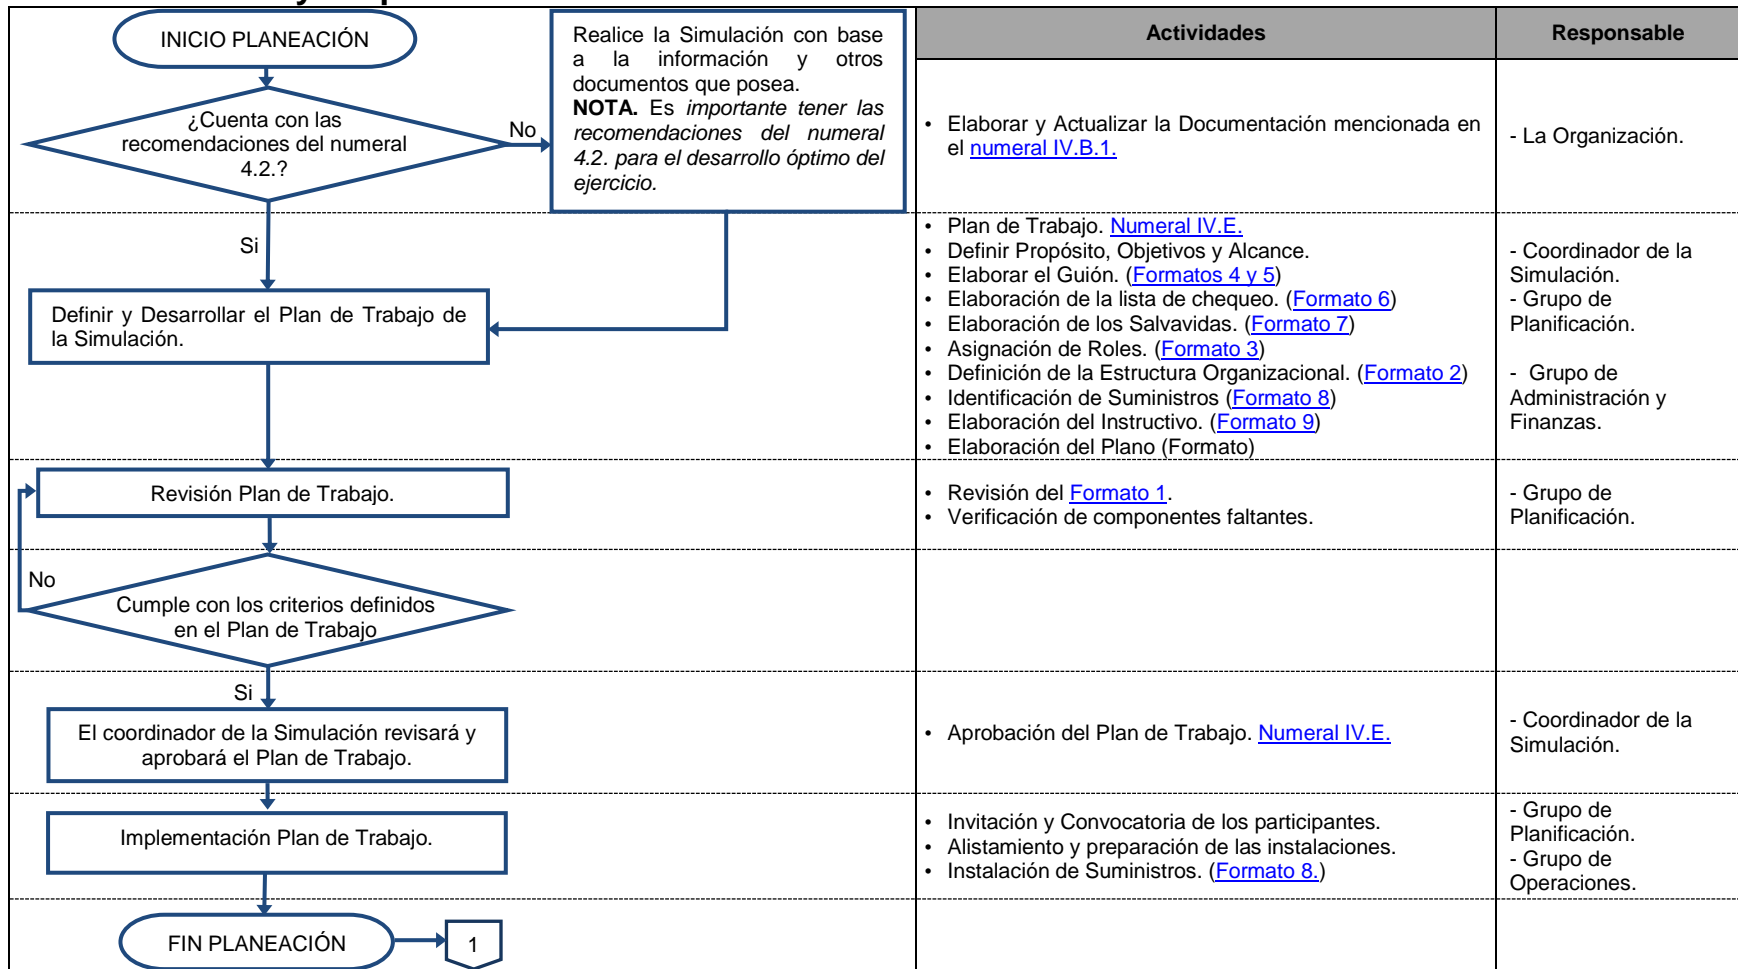 INICIO PLANEACIÓN
Realice la Simulación con base
a la información y otros
documentos que posea.
NOTA. Es importante tener las
recomendaciones del numeral
4.2. para el desarrollo óptimo del
ejercicio.
Actividades
Responsable
¿Cuenta con las
recomendaciones del numeral
4.2.?
No
• Elaborar y Actualizar la Documentación mencionada en
el numeral IV.B.1.
- La Organización.
Si
Definir y Desarrollar el Plan de Trabajo de
la Simulación.
• Plan de Trabajo. Numeral IV.E.
• Definir Propósito, Objetivos y Alcance.
• Elaborar el Guión. (Formatos 4 y 5)
• Elaboración de la lista de chequeo. (Formato 6)
• Elaboración de los Salvavidas. (Formato 7)
• Asignación de Roles. (Formato 3)
• Definición de la Estructura Organizacional. (Formato 2)
• Identificación de Suministros (Formato 8)
• Elaboración del Instructivo. (Formato 9)
• Elaboración del Plano (Formato)
- Coordinador de la
Simulación.
- Grupo de
Planificación.
- Grupo de
Administración y
Finanzas.
Revisión Plan de Trabajo.
• Revisión del Formato 1.
• Verificación de componentes faltantes.
- Grupo de
Planificación.
No
Cumple con los criterios definidos
en el Plan de Trabajo
Si
El coordinador de la Simulación revisará y
aprobará el Plan de Trabajo.
• Aprobación del Plan de Trabajo. Numeral IV.E.
- Coordinador de la
Simulación.
Implementación Plan de Trabajo.
• Invitación y Convocatoria de los participantes.
• Alistamiento y preparación de las instalaciones.
• Instalación de Suministros. (Formato 8.)
- Grupo de
Planificación.
- Grupo de
Operaciones.
FIN PLANEACIÓN
1